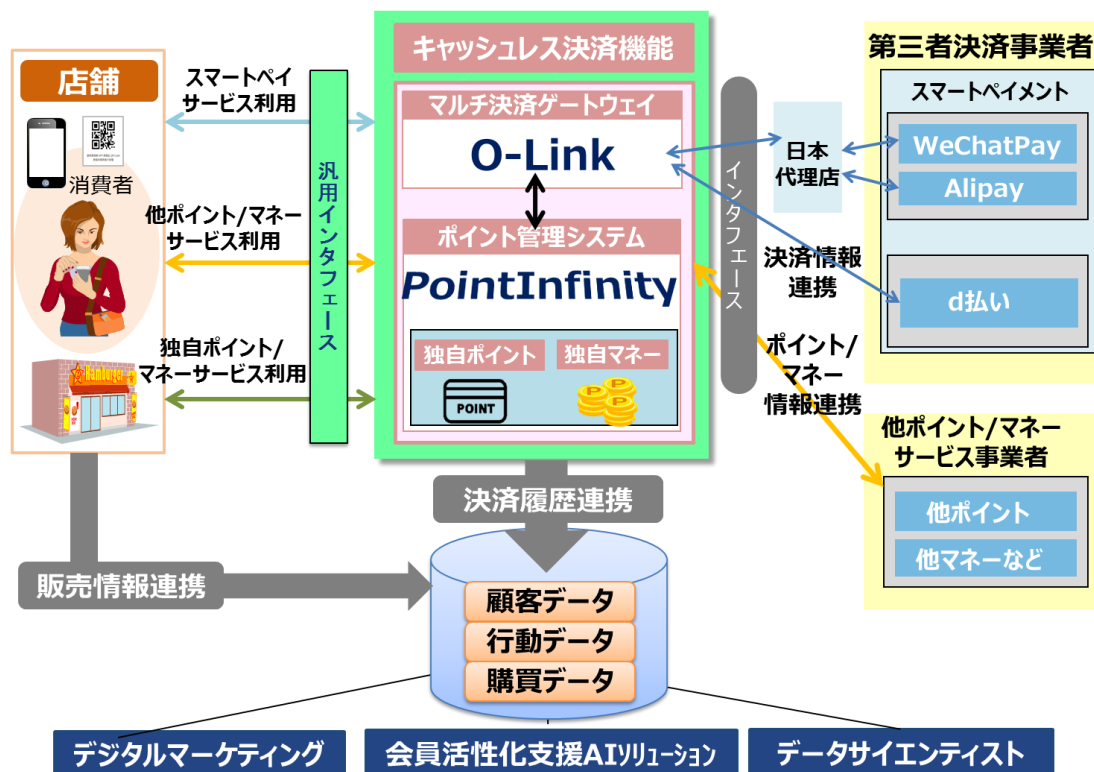 店舗
消費者
Hamburger
スマートペイ
サービス利用
他ポイント/マネー
サービス利用
独自ポイント/
マネーサービス利用
汎用インタフェース
キャッシュレス決済機能
マルチ決済ゲートウェイ
O-Link
ポイント管理システム
PointInfinity
独自ポイント
独自マネー
POINT
P
P
P
インタフェース
日本
代理店
決済情報
連携
ポイント/
マネー
情報連携
第三者決済事業者
スマートペイメント
WeChatPay
Alipay
d払い
他ポイント/マネー
サービス事業者
他ポイント
他マネーなど
決済履歴連携
販売情報連携
顧客データ
行動データ
購買データ
デジタルマーケティング
会員活性化支援AIソリューション
データサイエンティスト